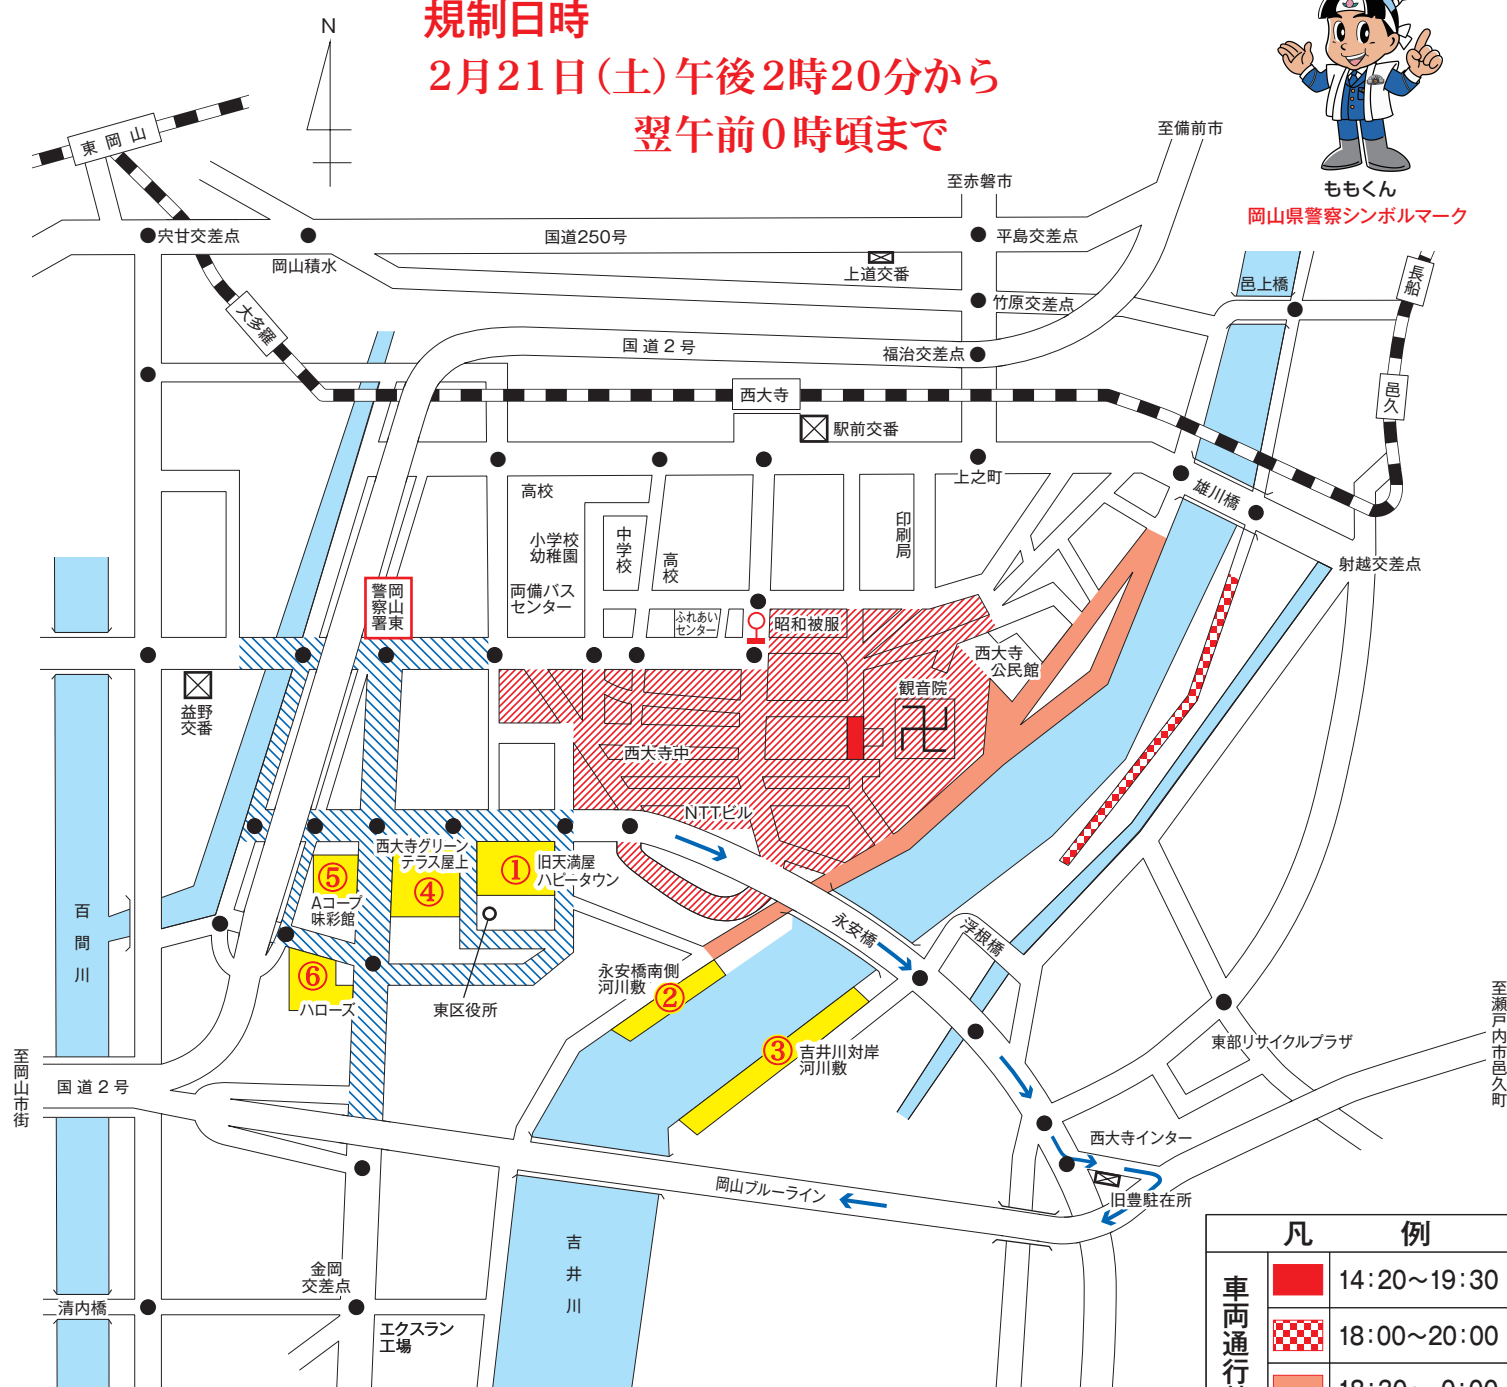 規制日時
2月21日(土)午後2時20分から
翌午前0時頃まで
N
ももくん
岡山県警察シンボルマーク
至備前市
至赤磐市
東岡山
穴甘交差点
岡山積水
国道250号
平島交差点
上道交番
竹原交差点
邑上橋
長船
大多羅
国道2号
福治交差点
西大寺
邑久
駅前交番
上之町
雄川橋
高校
小学校
幼稚園
中学校
高校
印刷局
射越交差点
両備バス
センター
岡山東
警察署
ふれあい
センター
昭和被服
西大寺
公民館
観音院
益野
交番
西大寺中
NTTビル
西大寺グリーン
テラス屋上
①
旧天満屋
ハピータウン
⑤
④
Aコープ
味彩館
百間川
永安橋
浮根橋
⑥
ハローズ
東区役所
永安橋南側
河川敷
②
③
吉井川対岸
河川敷
東部リサイクルプラザ
至瀬戸内市邑久町
至岡山市街
国道2号
西大寺インター
旧豊駐在所
岡山ブルーライン
吉井川
金岡
交差点
清内橋
エクスラン
工場
凡例
車両通行
14:20～19:30
18:00～20:00
18:30～0:00